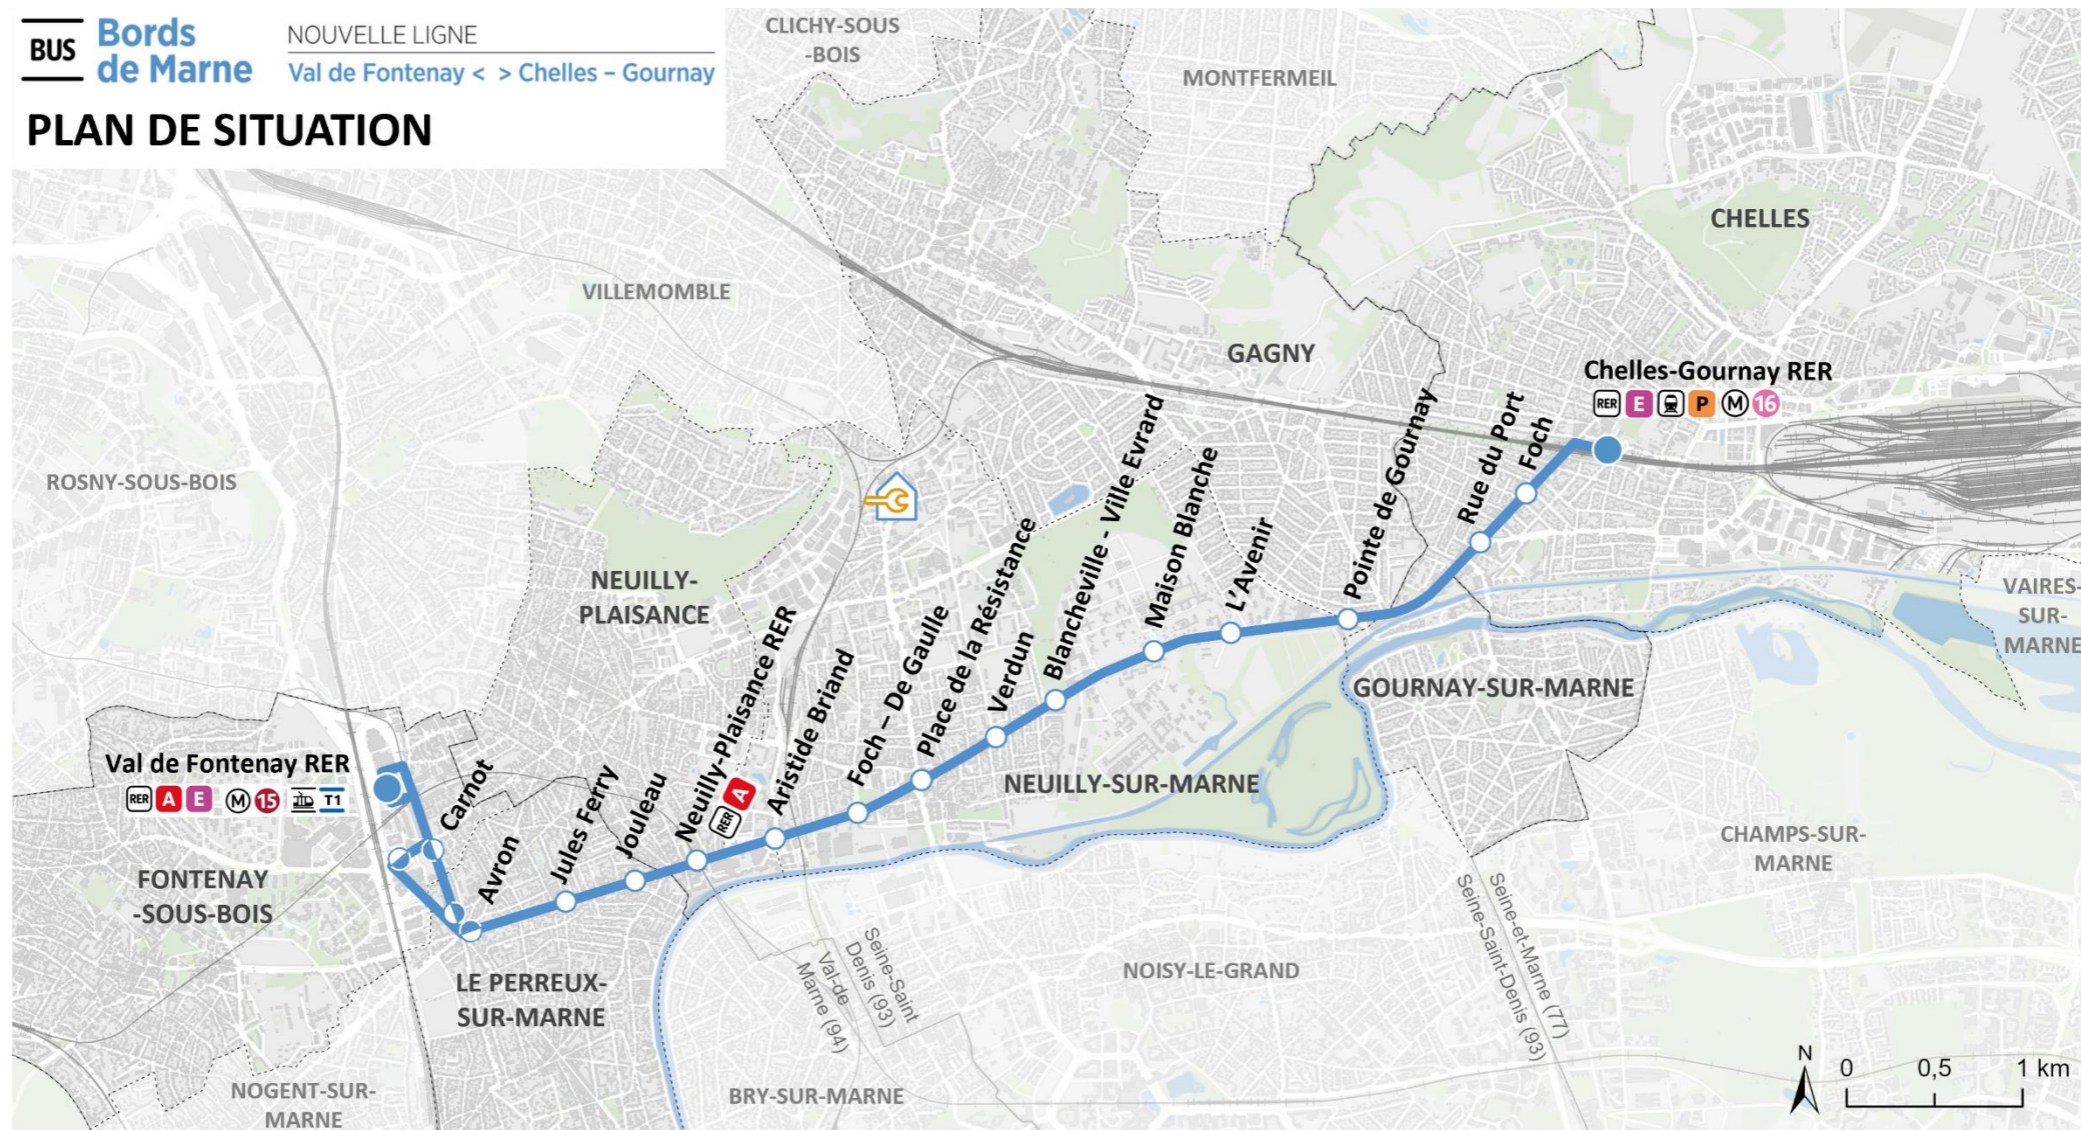 BUS
Bords
de Marne
NOUVELLE LIGNE
Val de Fontenay < > Chelles – Gournay
PLAN DE SITUATION
CLICHY-SOUS
-BOIS
MONTFERMEIL
CHELLES
VILLEMOMBLE
GAGNY
Chelles-Gournay RER
RER E P M 16
ROSNY-SOUS-BOIS
NEUILLY-
PLAISANCE
VAIRES-
SUR-
MARNE
Val de Fontenay RER
RER A E M 15 T1
Carnot
Avron
Jules Ferry
Jouleau
Neuilly-Plaisance RER
RER A
Aristide Briand
Foch – De Gaulle
Place de la Résistance
Verdun
Blancheville - Ville Evrard
Maison Blanche
L'Avenir
Pointe de Gournay
Rue du Port
Foch
GOURNAY-SUR-MARNE
NEUILLY-SUR-MARNE
FONTENAY
-SOUS-BOIS
LE PERREUX-
SUR-MARNE
CHAMPS-SUR-
MARNE
NOISY-LE-GRAND
Seine-Saint
Denis (93)
Val-de
Marne (94)
Seine-et-Marne (77)
Seine-Saint-Denis (93)
NOGENT-SUR-
MARNE
BRY-SUR-MARNE
N
0 0,5 1 km